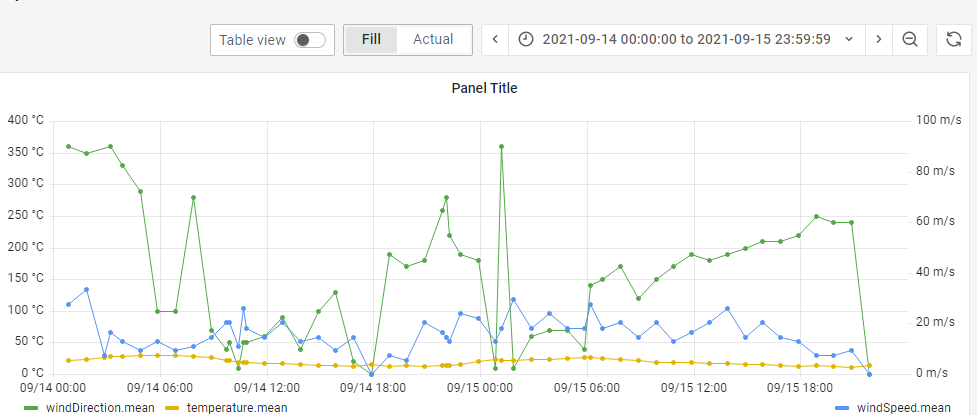 Table view Fill Actual 2021-09-14 00:00:00 to 2021-09-15 23:59:59
Panel Title
400 °C 100 m/s
350 °C
300 °C 80 m/s
250 °C 60 m/s
200 °C
150 °C 40 m/s
100 °C 20 m/s
50 °C
0 °C 0 m/s
09/14 00:00 09/14 06:00 09/14 12:00 09/14 18:00 09/15 00:00 09/15 06:00 09/15 12:00 09/15 18:00
windDirection.mean temperature.mean windSpeed.mean